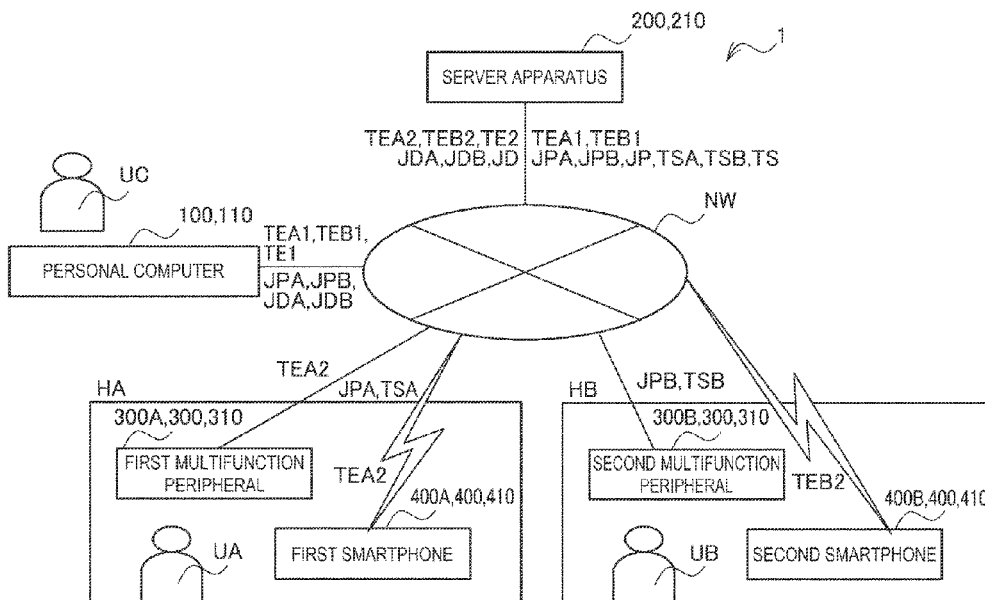 200,210
1
SERVER APPARATUS
TEA2,TEB2,TE2
JDA,JDB,JD
TEA1,TEB1
JPA,JPB,JP,TSA,TSB,TS
UC
NW
100,110
PERSONAL COMPUTER
TEA1,TEB1,
TE1
JPA,JPB,
JDA,JDB
TEA2
HA
JPA,TSA
300A,300,310
FIRST MULTIFUNCTION
PERIPHERAL
TEA2
400A,400,410
FIRST SMARTPHONE
UA
HB
JPB,TSB
300B,300,310
SECOND MULTIFUNCTION
PERIPHERAL
TEB2
400B,400,410
SECOND SMARTPHONE
UB